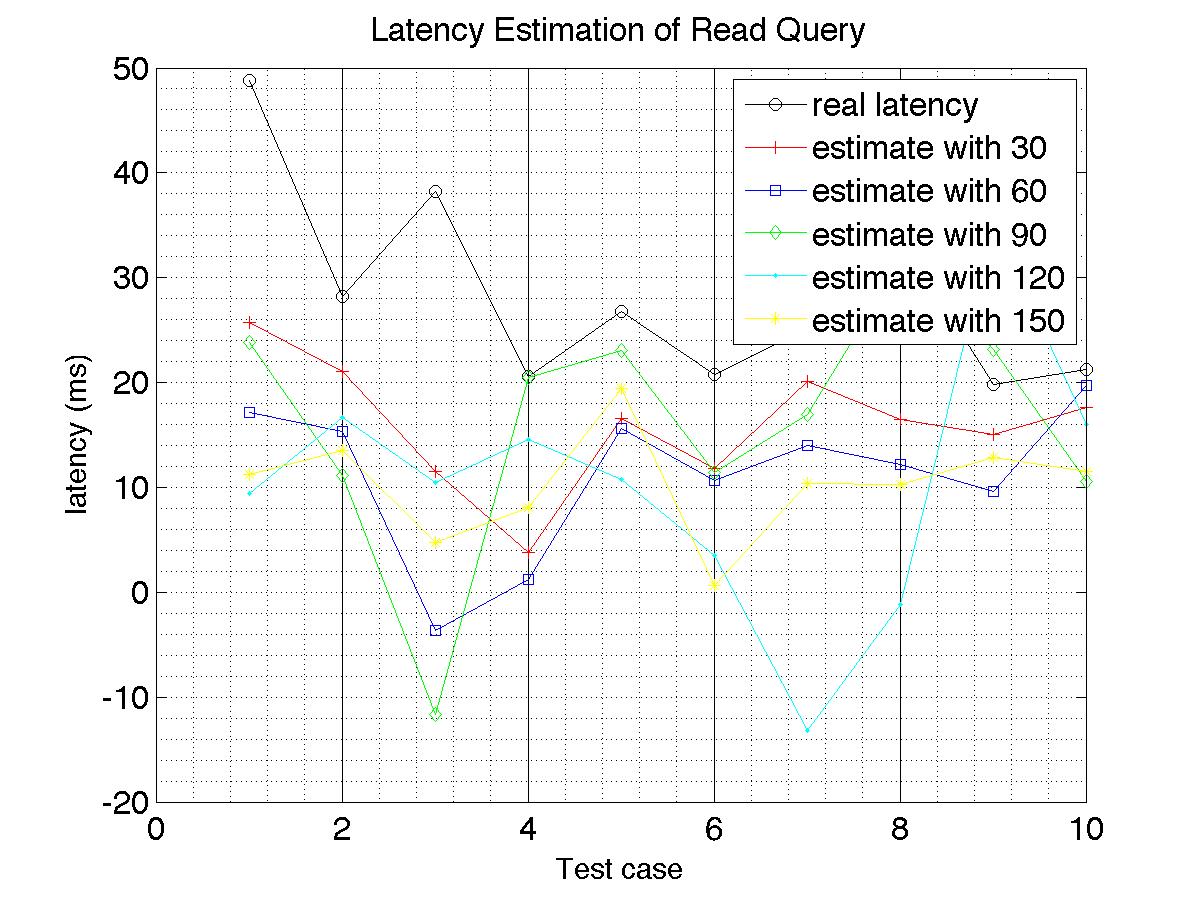 Latency Estimation of Read Query
50
40
30
20
10
0
-10
-20
latency (ms)
real latency
estimate with 30
estimate with 60
estimate with 90
estimate with 120
estimate with 150
0 2 4 6 8 10
Test case